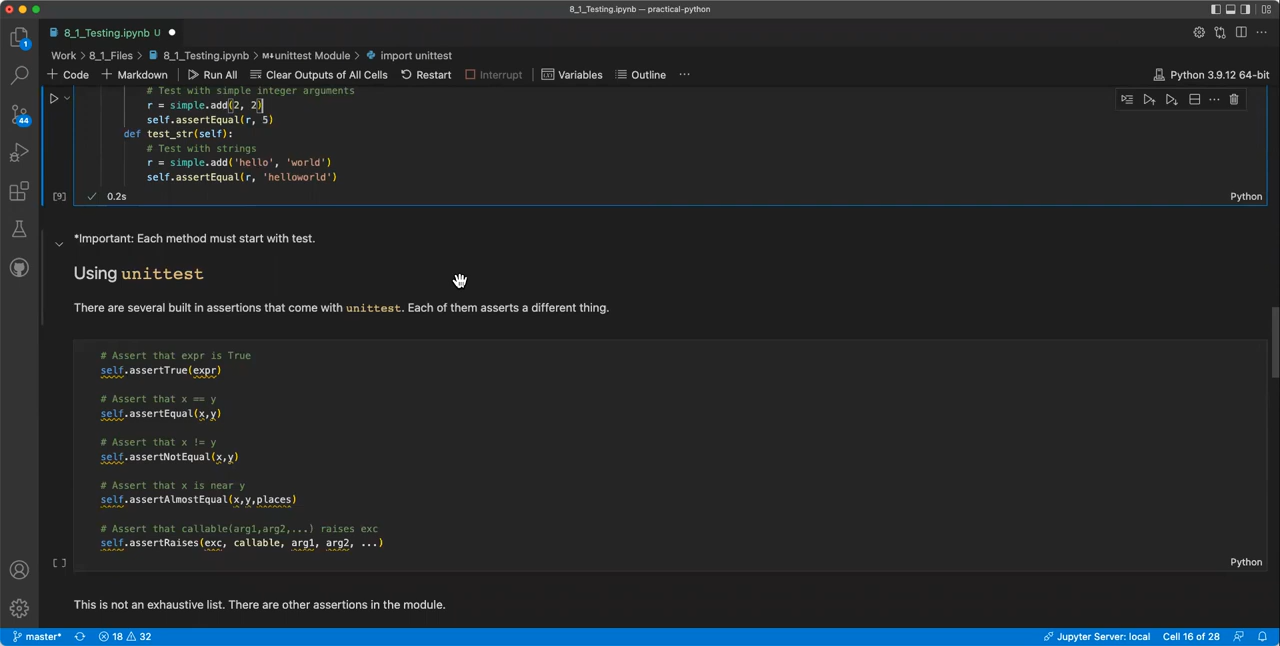 8_1_Testing.ipynb — practical-python
8_1_Testing.ipynb U
Work > 8_1_Files > 8_1_Testing.ipynb > M↓unittest Module > import unittest
+ Code + Markdown Run All Clear Outputs of All Cells Restart Interrupt Variables Outline ··· Python 3.9.12 64-bit
# Test with simple integer arguments
r = simple.add(2, 2)
self.assertEqual(r, 5)
def test_str(self):
# Test with strings
r = simple.add('hello', 'world')
self.assertEqual(r, 'helloworld')
[9] ✓ 0.2s Python
*Important: Each method must start with test.
Using unittest
There are several built in assertions that come with unittest. Each of them asserts a different thing.
# Assert that expr is True
self.assertTrue(expr)
# Assert that x == y
self.assertEqual(x,y)
# Assert that x != y
self.assertNotEqual(x,y)
# Assert that x is near y
self.assertAlmostEqual(x,y,places)
# Assert that callable(arg1,arg2,...) raises exc
self.assertRaises(exc, callable, arg1, arg2, ...)
[ ] Python
This is not an exhaustive list. There are other assertions in the module.
1
44
master* 18 32 Jupyter Server: local Cell 16 of 28